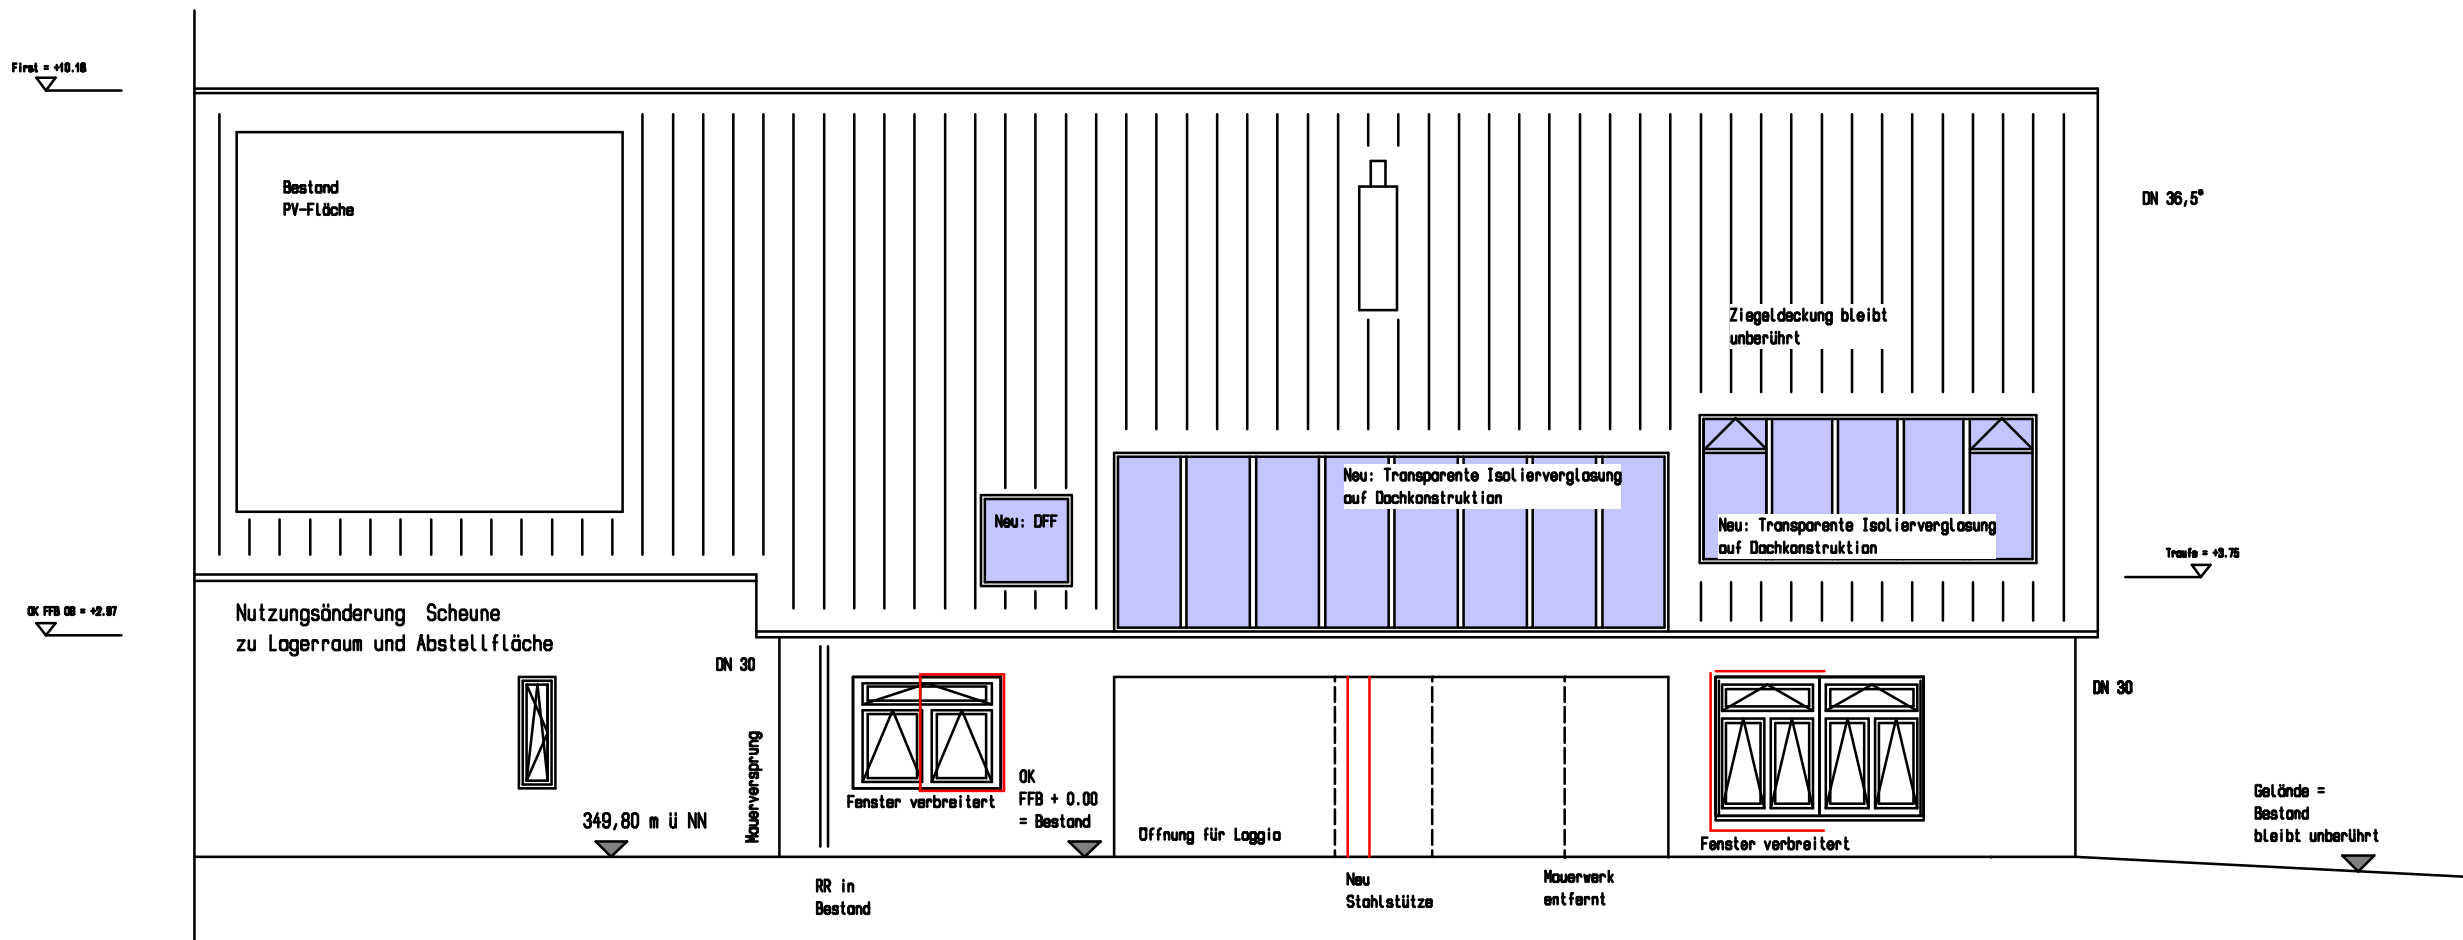 First = +10.18
Bestand
PV-Fläche
DN 36,5°
Ziegeldeckung bleibt
unberührt
Neu: Transparente Isolierverglasung
auf Dachkonstruktion
Neu: DFF
Neu: Transparente Isolierverglasung
auf Dachkonstruktion
Traufe = +3.75
OK FFB OG = +2.97
Nutzungsänderung Scheune
zu Lagerraum und Abstellfläche
DN 30
DN 30
Mauerversprung
OK
FFB + 0.00
= Bestand
Fenster verbreitert
349,80 m ü NN
Öffnung für Loggia
Fenster verbreitert
Gelände =
Bestand
bleibt unberührt
RR in
Bestand
Neu
Stahlstütze
Mauerwerk
entfernt